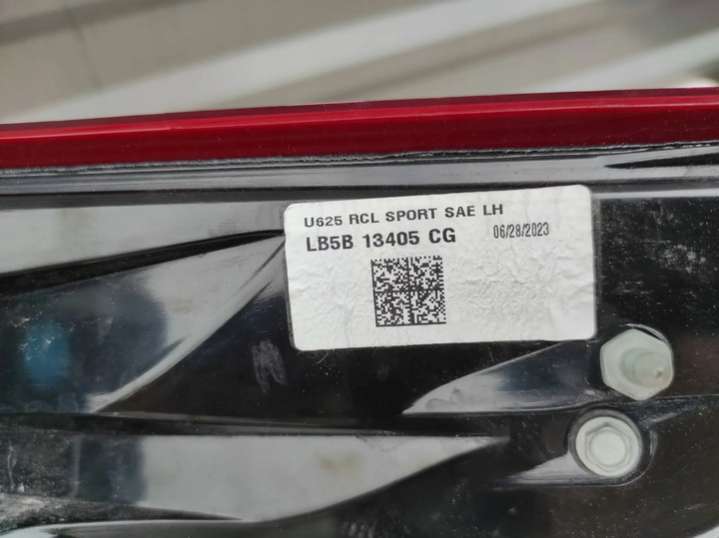 U625 RCL SPORT SAE LH
LB5B 13405 CG 06/28/2023